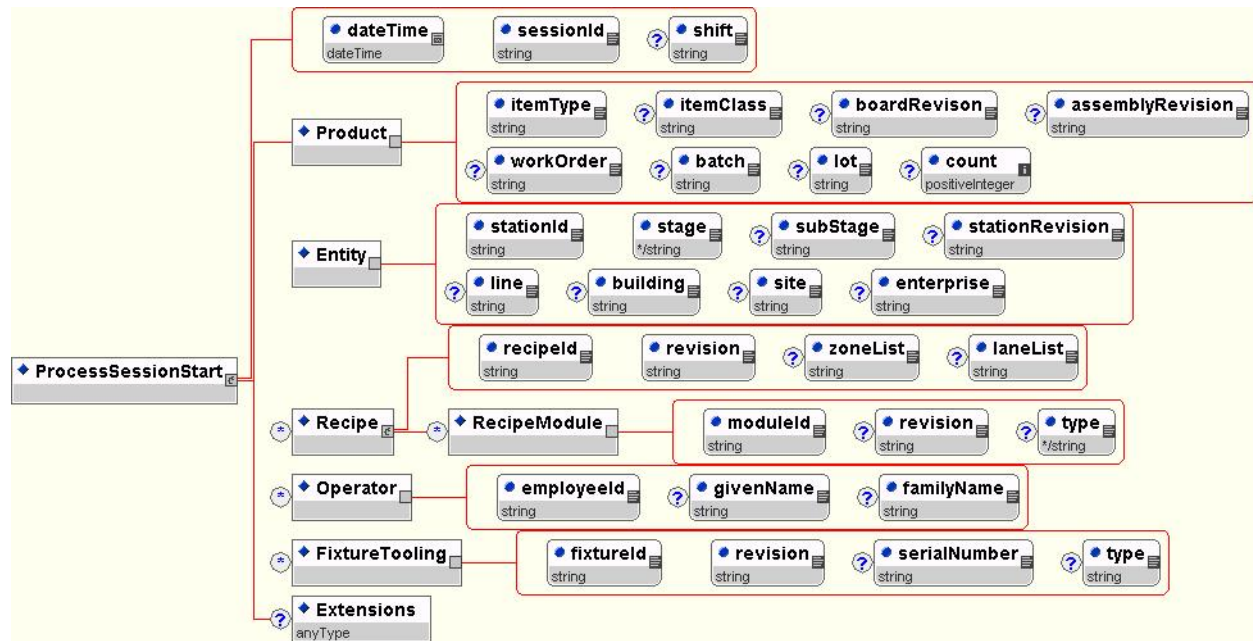 dateTime
dateTime
sessionId
string
? shift
string
Product
itemType
string
? itemClass
string
? boardRevison
string
? assemblyRevision
string
? workOrder
string
? batch
string
? lot
string
? count
positiveInteger
Entity
stationId
string
stage
*/string
? subStage
string
? stationRevision
string
? line
string
? building
string
? site
string
? enterprise
string
ProcessSessionStart
recipeId
string
revision
string
? zoneList
string
? laneList
string
* Recipe
* RecipeModule
moduleId
string
? revision
string
? type
*/string
* Operator
employeeId
string
? givenName
string
? familyName
string
* FixtureTooling
fixtureId
string
revision
string
? serialNumber
string
? type
string
? Extensions
anyType